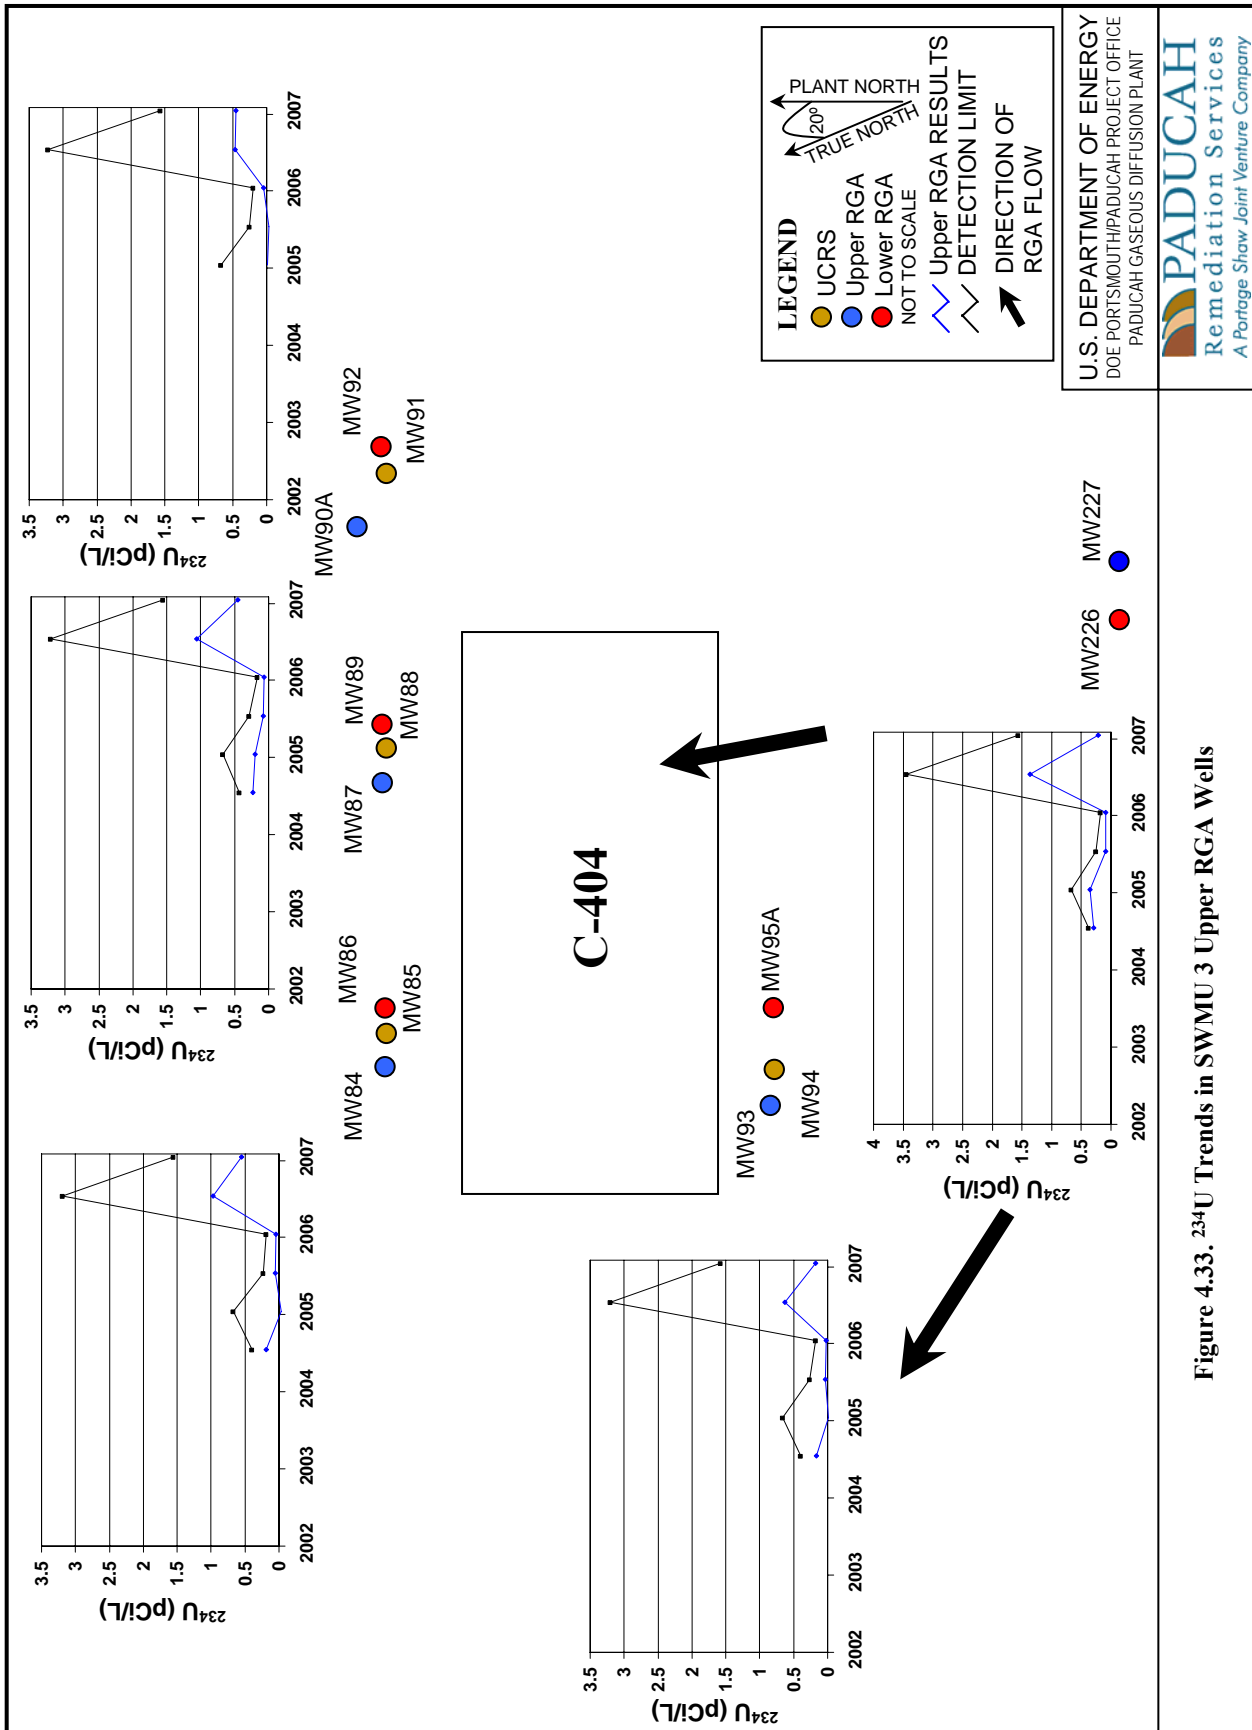 ²³⁴U (pCi/L)
3.5
3
2.5
2
1.5
1
0.5
0
2002
2003
2004
2005
2006
2007
²³⁴U (pCi/L)
3.5
3
2.5
2
1.5
1
0.5
0
2002
2003
2004
2005
2006
2007
²³⁴U (pCi/L)
3.5
3
2.5
2
1.5
1
0.5
0
2002
2003
2004
2005
2006
2007
MW84
MW86
MW85
MW87
MW89
MW88
MW90A
MW92
MW91
C-404
MW93
MW94
MW95A
²³⁴U (pCi/L)
3.5
3
2.5
2
1.5
1
0.5
0
2002
2003
2004
2005
2006
2007
²³⁴U (pCi/L)
4
3.5
3
2.5
2
1.5
1
0.5
0
2002
2003
2004
2005
2006
2007
MW226
MW227
LEGEND
UCRS
Upper RGA
Lower RGA
NOT TO SCALE
Upper RGA RESULTS
DETECTION LIMIT
DIRECTION OF
RGA FLOW
PLANT NORTH
20º
TRUE NORTH
U.S. DEPARTMENT OF ENERGY
DOE PORTSMOUTH/PADUCAH PROJECT OFFICE
PADUCAH GASEOUS DIFFUSION PLANT
PADUCAH
Remediation Services
A Portage Shaw Joint Venture Company
Figure 4.33. ²³⁴U Trends in SWMU 3 Upper RGA Wells